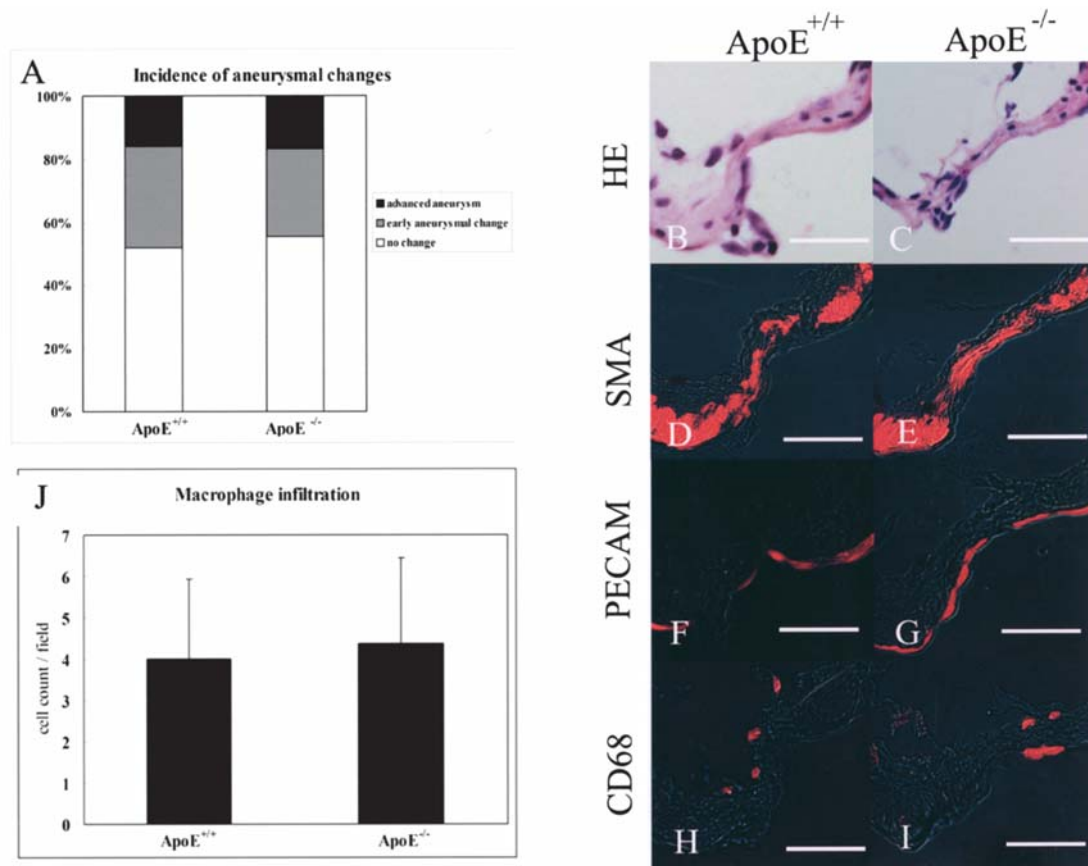 A
Incidence of aneurysmal changes
100%
80%
60%
40%
20%
0%
ApoE+/+
ApoE-/-
advanced aneurysm
early aneurysmal change
no change
J
Macrophage infiltration
cell count / field
7
6
5
4
3
2
1
0
ApoE+/+
ApoE-/-
ApoE+/+
ApoE-/-
HE
B
C
SMA
D
E
PECAM
F
G
CD68
H
I